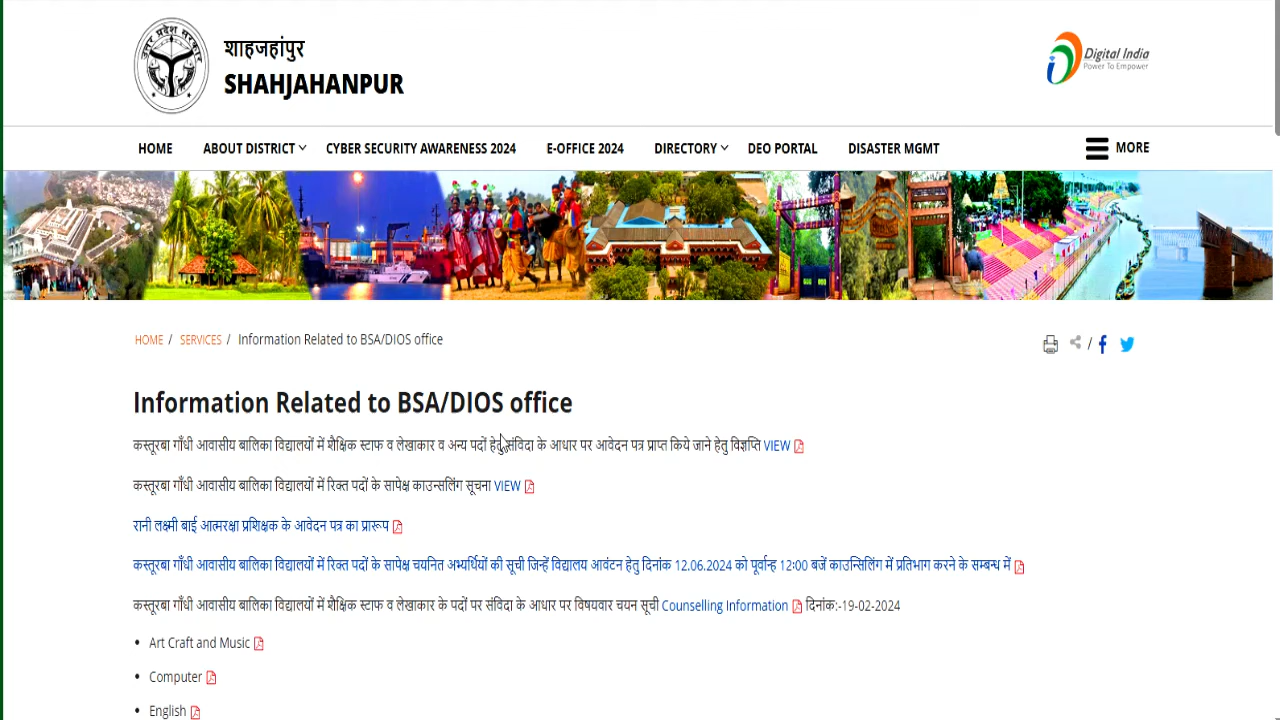 उत्तर प्रदेश सरकार
शाहजहांपुर
SHAHJAHANPUR
Digital India
Power To Empower
HOME ABOUT DISTRICT CYBER SECURITY AWARENESS 2024 E-OFFICE 2024 DIRECTORY DEO PORTAL DISASTER MGMT MORE
HOME / SERVICES / Information Related to BSA/DIOS office
/
Information Related to BSA/DIOS office
कस्तूरबा गाँधी आवासीय बालिका विद्यालयों में शैक्षिक स्टाफ व लेखाकार व अन्य पदों हेतु संविदा के आधार पर आवेदन पत्र प्राप्त किये जाने हेतु विज्ञप्ति VIEW
कस्तूरबा गाँधी आवासीय बालिका विद्यालयों में रिक्त पदों के सापेक्ष काउन्सलिंग सूचना VIEW
रानी लक्ष्मी बाई आत्मरक्षा प्रशिक्षक के आवेदन पत्र का प्रारूप
कस्तूरबा गाँधी आवासीय बालिका विद्यालयों में रिक्त पदों के सापेक्ष चयनित अभ्यर्थियों की सूची जिन्हें विद्यालय आवंटन हेतु दिनांक 12.06.2024 को पूर्वान्ह 12:00 बजें काउन्सिलिंग में प्रतिभाग करने के सम्बन्ध में
कस्तूरबा गाँधी आवासीय बालिका विद्यालयों में शैक्षिक स्टाफ व लेखाकार के पदों पर संविदा के आधार पर विषयवार चयन सूची Counselling Information दिनांक:-19-02-2024
• Art Craft and Music
• Computer
• English